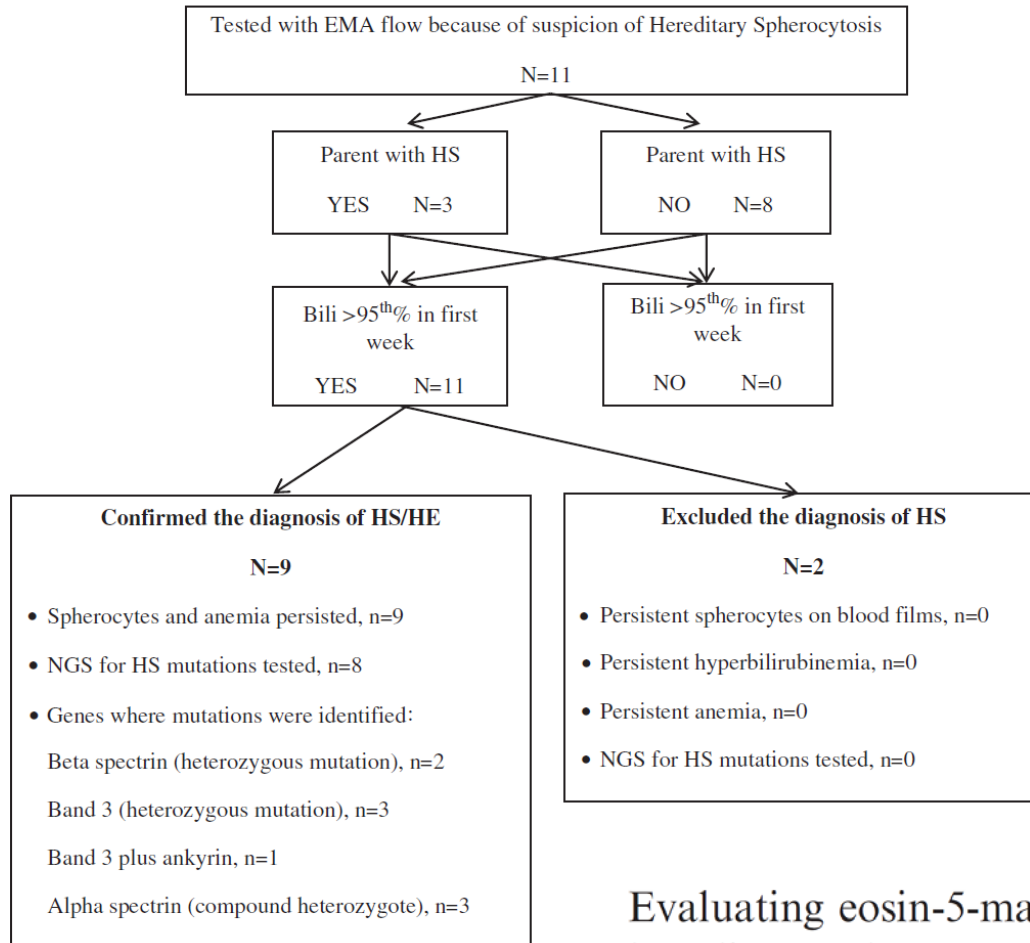 Tested with EMA flow because of suspicion of Hereditary Spherocytosis
N=11
Parent with HS
YES N=3
Parent with HS
NO N=8
Bili >95th% in first
week
YES N=11
Bili >95th% in first
week
NO N=0
Confirmed the diagnosis of HS/HE
N=9
• Spherocytes and anemia persisted, n=9
• NGS for HS mutations tested, n=8
• Genes where mutations were identified:
Beta spectrin (heterozygous mutation), n=2
Band 3 (heterozygous mutation), n=3
Band 3 plus ankyrin, n=1
Alpha spectrin (compound heterozygote), n=3
Excluded the diagnosis of HS
N=2
• Persistent spherocytes on blood films, n=0
• Persistent hyperbilirubinemia, n=0
• Persistent anemia, n=0
• NGS for HS mutations tested, n=0
Evaluating eosin-5-ma